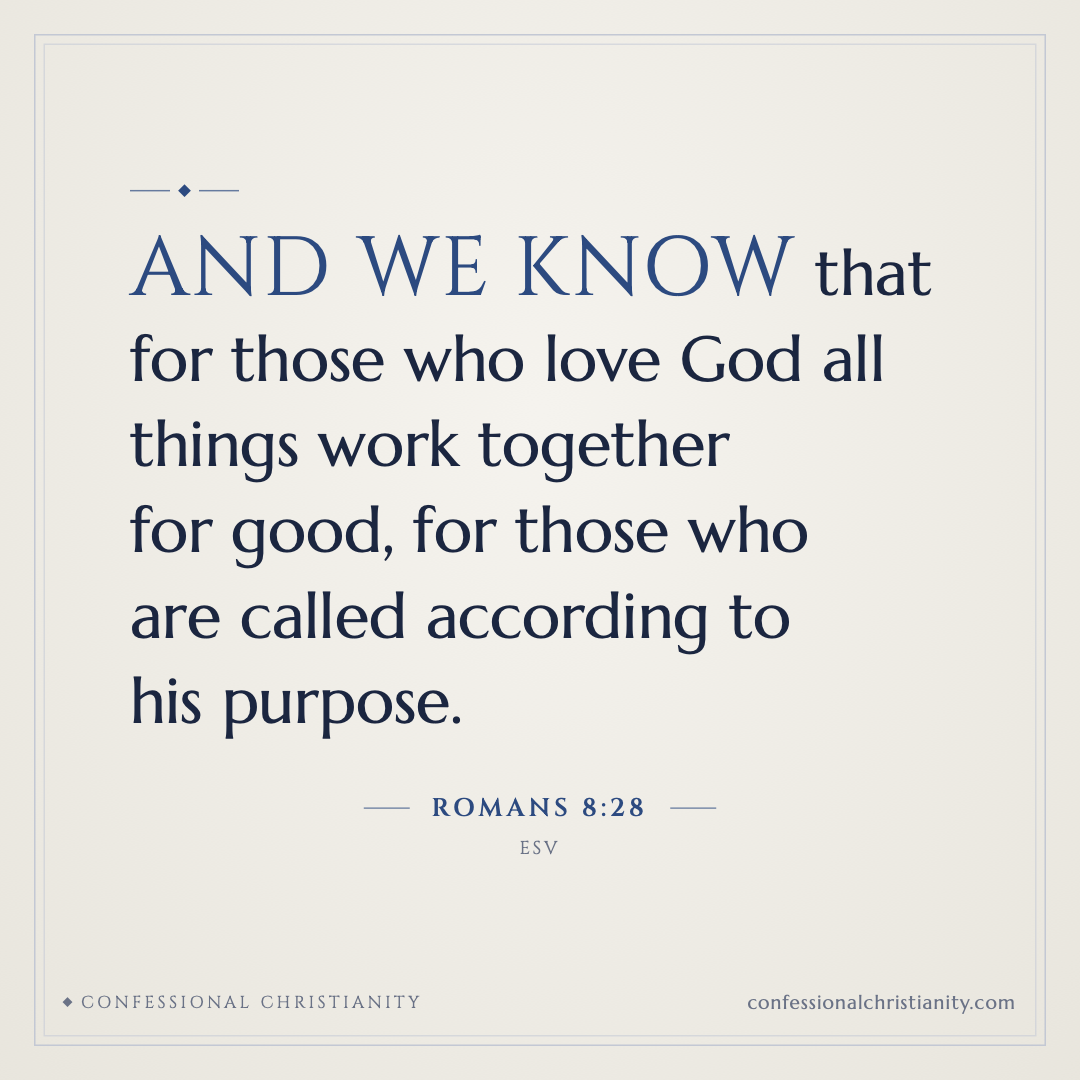 AND WE KNOW that
for those who love God all
things work together
for good, for those who
are called according to
his purpose.
ROMANS 8:28
ESV
CONFESSIONAL CHRISTIANITY
confessionalchristianity.com